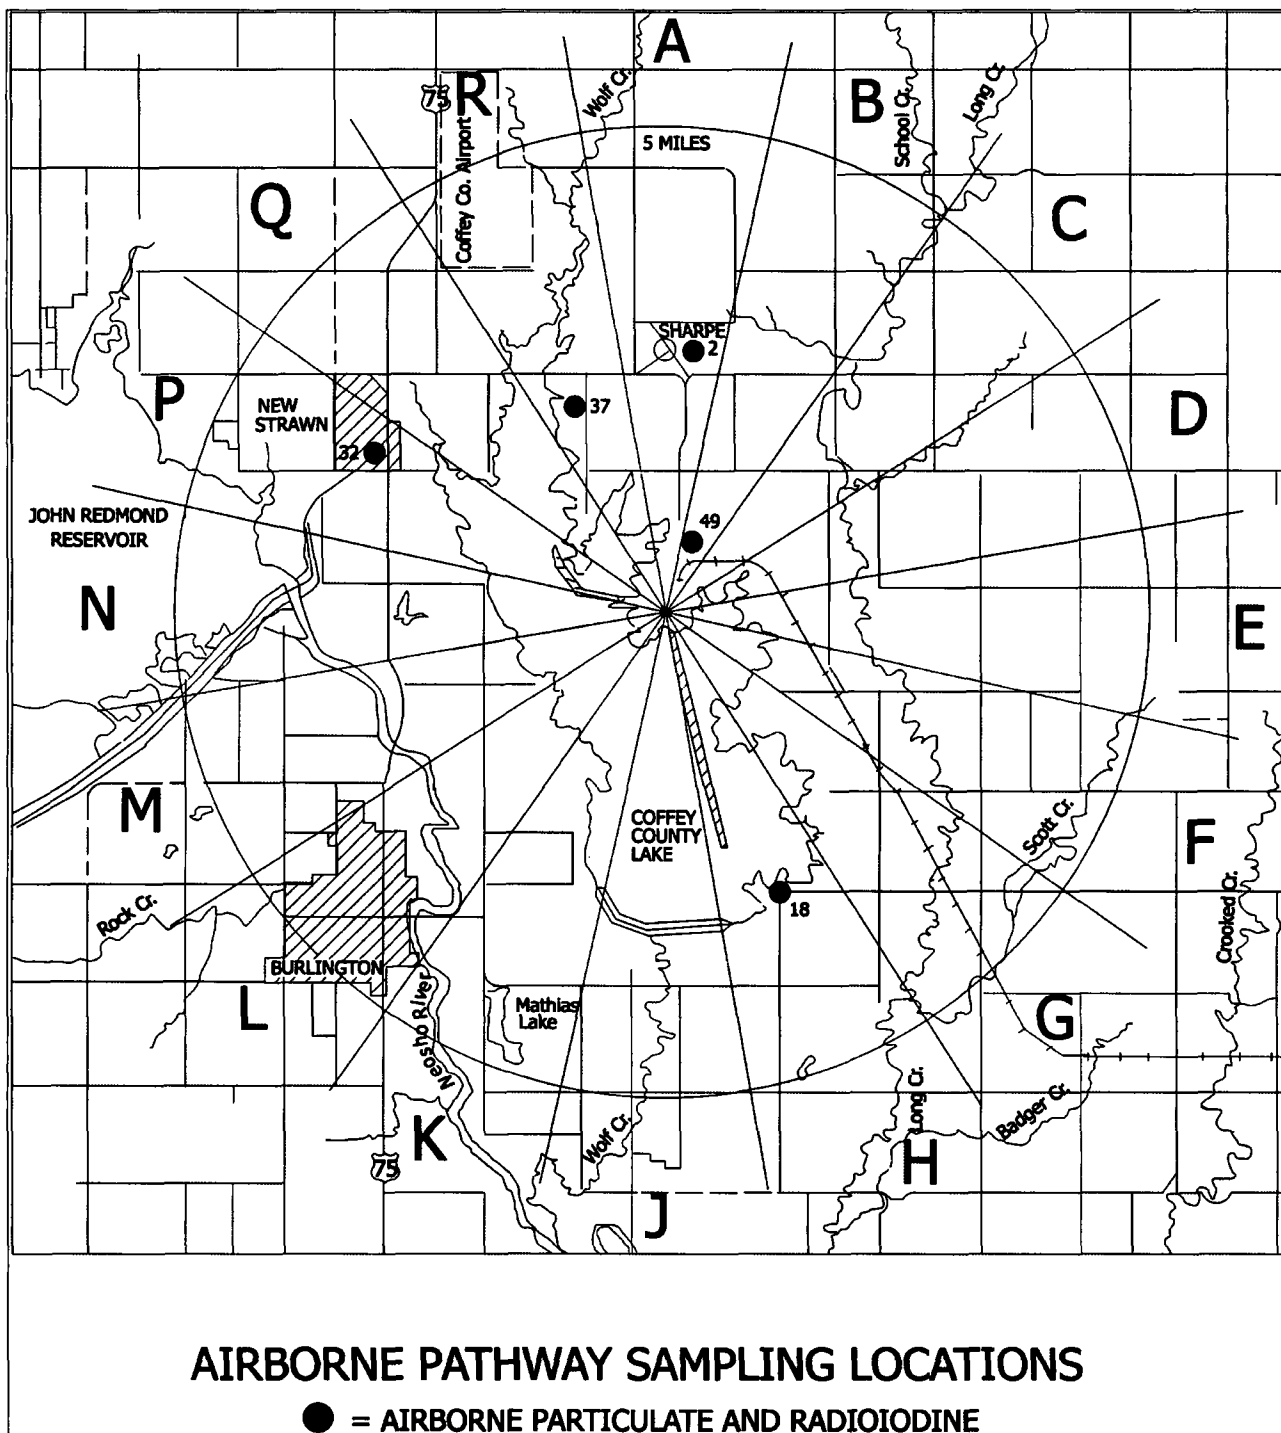 A
R
75
B
Wolf Cr.
School Cr.
Long Cr.
Coffey Co. Airport
5 MILES
Q
C
SHARPE
2
P
NEW
STRAWN
37
D
32
JOHN REDMOND
RESERVOIR
49
N
E
COFFEY
COUNTY
LAKE
M
Scott Cr.
F
Rock Cr.
18
Crooked Cr.
BURLINGTON
L
Neosho River
Mathias
Lake
G
Long Cr.
Badger Cr.
K
Wolf Cr.
75
H
J
AIRBORNE PATHWAY SAMPLING LOCATIONS
= AIRBORNE PARTICULATE AND RADIOIODINE